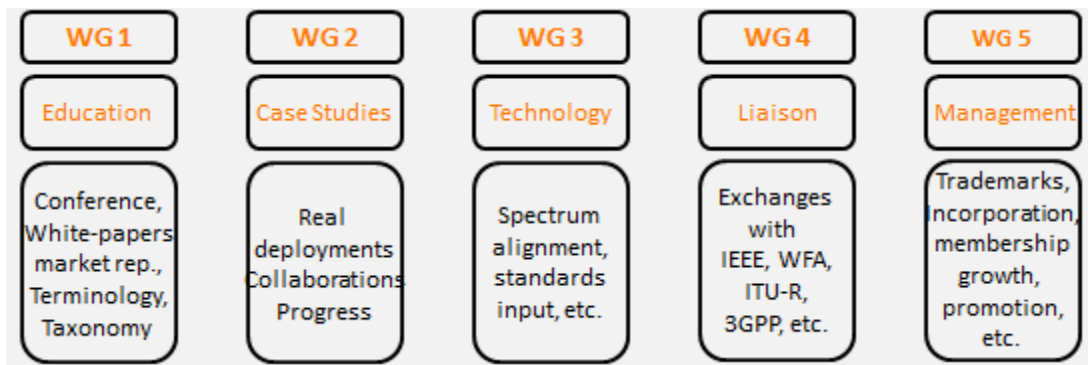 WG 1
WG 2
WG 3
WG 4
WG 5
Education
Case Studies
Technology
Liaison
Management
Conference,
White-papers
market rep.,
Terminology,
Taxonomy
Real
deployments
Collaborations
Progress
Spectrum
alignment,
standards
input, etc.
Exchanges
with
IEEE, WFA,
ITU-R,
3GPP, etc.
Trademarks,
Incorporation,
membership
growth,
promotion,
etc.